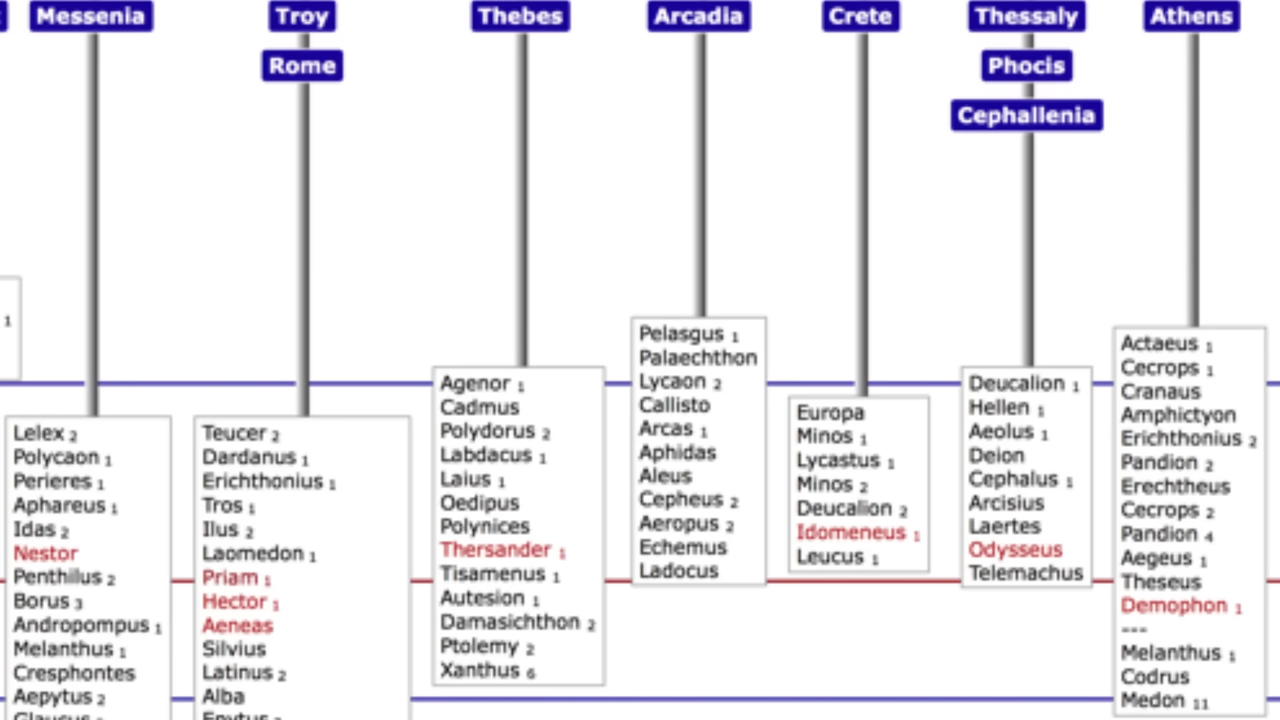 Messenia
Troy
Rome
Thebes
Arcadia
Crete
Thessaly
Phocis
Cephallenia
Athens
1
Lelex 2
Polycaon 1
Perieres 1
Aphareus 1
Idas 2
Nestor
Penthilus 2
Borus 3
Andropompus 1
Melanthus 1
Cresphontes
Aepytus 2
Teucer 2
Dardanus 1
Erichthonius 1
Tros 1
Ilus 2
Laomedon 1
Priam 1
Hector 1
Aeneas
Silvius
Latinus 2
Alba
Agenor 1
Cadmus
Polydorus 2
Labdacus 1
Laius 1
Oedipus
Polynices
Thersander 1
Tisamenus 1
Autesion 1
Damasichthon 2
Ptolemy 2
Xanthus 6
Pelasgus 1
Palaechthon
Lycaon 2
Callisto
Arcas 1
Aphidas
Aleus
Cepheus 2
Aeropus 2
Echemus
Ladocus
Europa
Minos 1
Lycastus 1
Minos 2
Deucalion 2
Idomeneus 1
Leucus 1
Deucalion 1
Hellen 1
Aeolus 1
Deion
Cephalus 1
Arcisius
Laertes
Odysseus
Telemachus
Actaeus 1
Cecrops 1
Cranaus
Amphictyon
Erichthonius 2
Pandion 2
Erechtheus
Cecrops 2
Pandion 4
Aegeus 1
Theseus
Demophon 1
---
Melanthus 1
Codrus
Medon 11